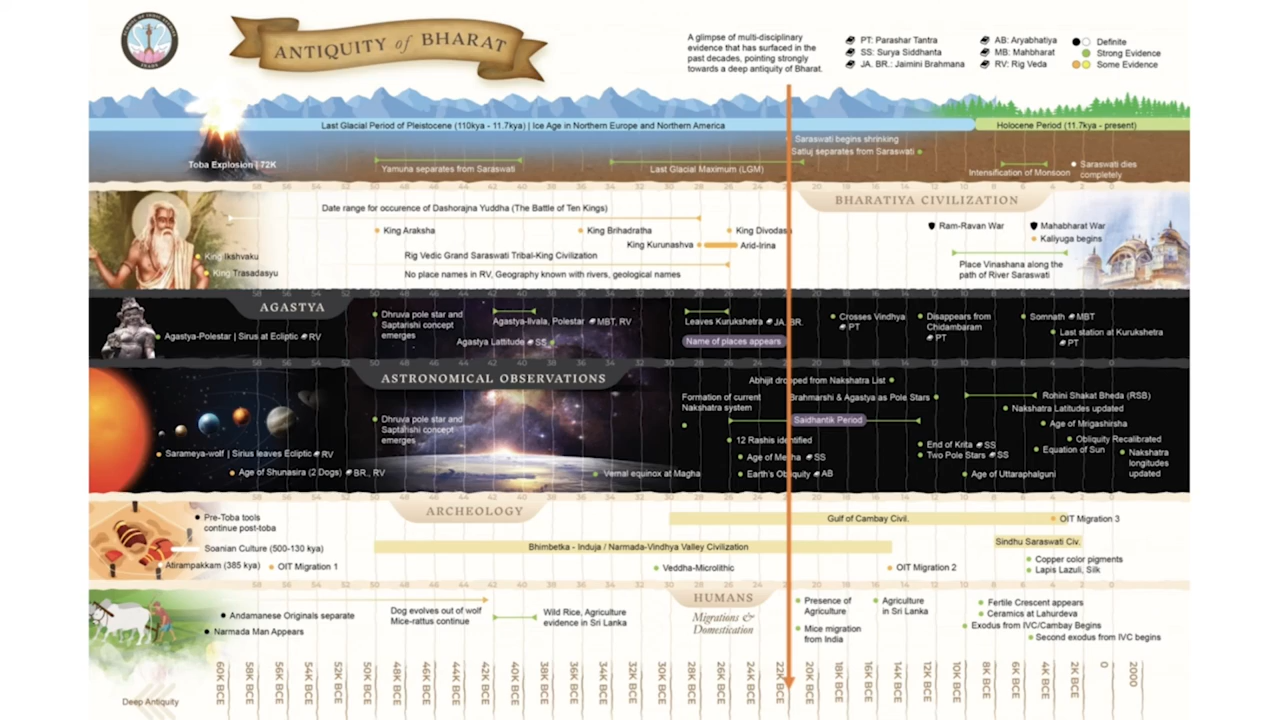 ANTIQUITY of BHARAT
A glimpse of multi-disciplinary
evidence that has surfaced in the
past decades, pointing strongly
towards a deep antiquity of Bharat.
PT: Parashar Tantra
SS: Surya Siddhanta
JA. BR.: Jaimini Brahmana
AB: Aryabhatiya
MB: Mahbharat
RV: Rig Veda
Definite
Strong Evidence
Some Evidence
Last Glacial Period of Pleistocene (110kya - 11.7kya) | Ice Age in Northern Europe and Northern America
Holocene Period (11.7kya - present)
Toba Explosion | 72K
Yamuna separates from Saraswati
Last Glacial Maximum (LGM)
Saraswati begins shrinking
Satluj separates from Saraswati
Intensification of Monsoon
Saraswati dies
completely
BHARATIYA CIVILIZATION
Date range for occurence of Dashorajna Yuddha (The Battle of Ten Kings)
King Araksha
King Brihadratha
King Divodas
King Kurunashva
Arid-Irina
King Ikshvaku
King Trasadasyu
Rig Vedic Grand Saraswati Tribal-King Civilization
No place names in RV, Geography known with rivers, geological names
Ram-Ravan War
Mahabharat War
Kaliyuga begins
Place Vinashana along the
path of River Saraswati
AGASTYA
Agastya-Polestar | Sirius at Ecliptic RV
Dhruva pole star and
Saptarishi concept
emerges
Agastya-Ilvala, Polestar MBT, RV
Agastya Lattitude SS
Leaves Kurukshetra JA. BR.
Name of places appears
Crosses Vindhya
PT
Disappears from
Chidambaram
PT
Somnath MBT
Last station at Kurukshetra
PT
ASTRONOMICAL OBSERVATIONS
Dhruva pole star and
Saptarishi concept
emerges
Sarameya-wolf | Sirius leaves Ecliptic RV
Age of Shunasira (2 Dogs) BR., RV
Vernal equinox at Magha
Formation of current
Nakshatra system
Abhijit dropped from Nakshatra List
Brahmarshi & Agastya as Pole Stars
Saidhantik Period
12 Rashis identified
Age of Mesha SS
Earth's Obliquity AB
End of Krita SS
Two Pole Stars SS
Age of Uttaraphalguni
Rohini Shakat Bheda (RSB)
Nakshatra Latitudes updated
Age of Mrigashirsha
Obliquity Recalibrated
Equation of Sun
Nakshatra
longitudes
updated
ARCHEOLOGY
Pre-Toba tools
continue post-toba
Soanian Culture (500-130 kya)
Atirampakkam (385 kya)
OIT Migration 1
Bhimbetka - Induja / Narmada-Vindhya Valley Civilization
Veddha-Microlithic
Gulf of Cambay Civil.
OIT Migration 3
Sindhu Saraswati Civ.
OIT Migration 2
Copper color pigments
Lapis Lazuli, Silk
HUMANS
Migrations &
Domestication
Andamanese Originals separate
Narmada Man Appears
Dog evolves out of wolf
Mice-rattus continue
Wild Rice, Agriculture
evidence in Sri Lanka
Presence of
Agriculture
Mice migration
from India
Agriculture
in Sri Lanka
Fertile Crescent appears
Ceramics at Lahurdeva
Exodus from IVC/Cambay Begins
Second exodus from IVC begins
Deep Antiquity
60K BCE
58K BCE
56K BCE
54K BCE
52K BCE
50K BCE
48K BCE
46K BCE
44K BCE
42K BCE
40K BCE
38K BCE
36K BCE
34K BCE
32K BCE
30K BCE
28K BCE
26K BCE
24K BCE
22K BCE
20K BCE
18K BCE
16K BCE
14K BCE
12K BCE
10K BCE
8K BCE
6K BCE
4K BCE
2K BCE
0
2000